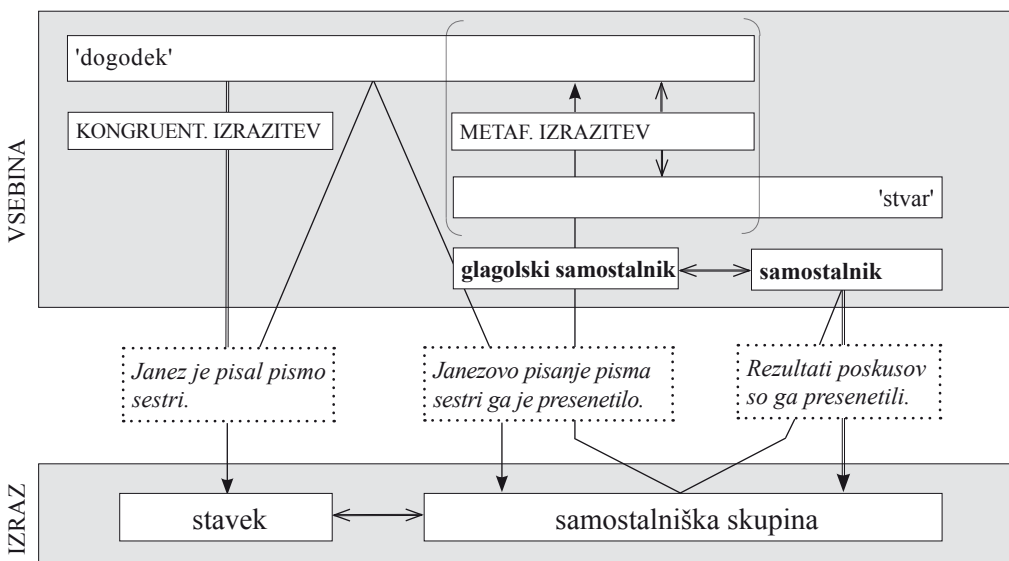 VSEBINA
'dogodek'
KONGRUENT. IZRAZITEV
METAF. IZRAZITEV
'stvar'
glagolski samostalnik
samostalnik
Janez je pisal pismo
sestri.
Janezovo pisanje pisma
sestri ga je presenetilo.
Rezultati poskusov
so ga presenetili.
IZRAZ
stavek
samostalniška skupina